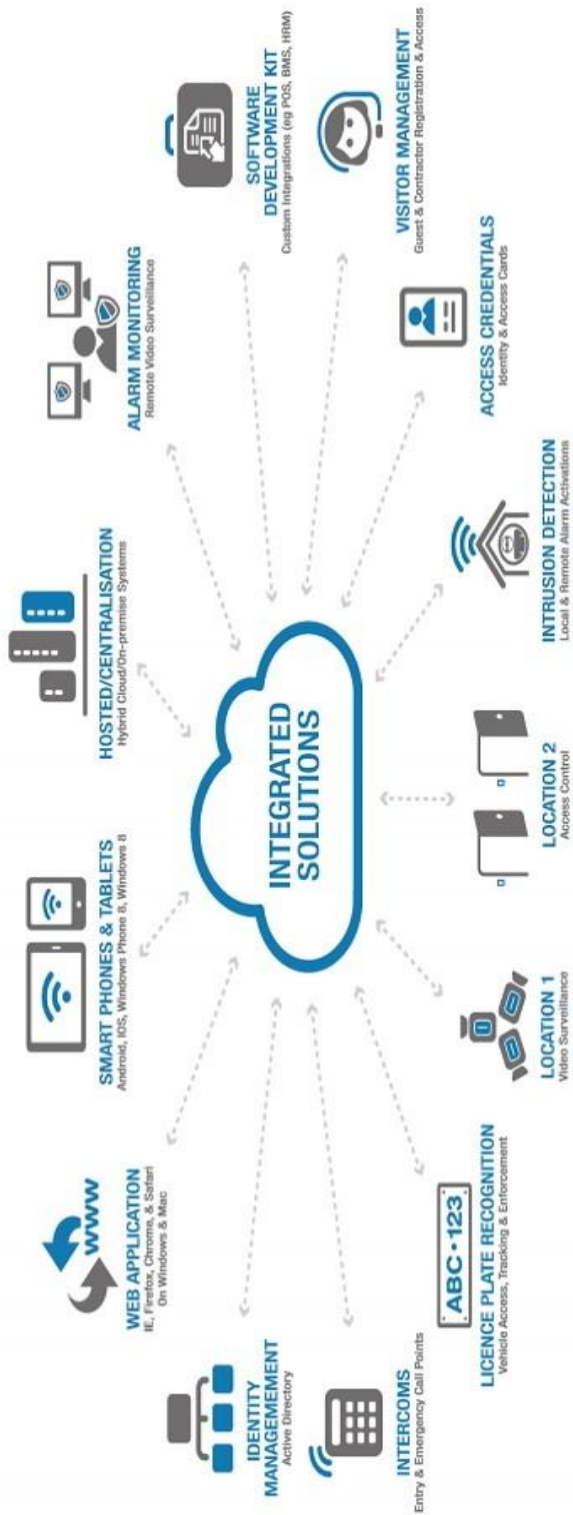 WWW
WEB APPLICATION
IE, Firefox, Chrome, & Safari
On Windows & Mac
SMART PHONES & TABLETS
Android, IOS, Windows Phone 8, Windows 8
HOSTED/CENTRALISATION
Hybrid Cloud/On-premise Systems
ALARM MONITORING
Remote Video Surveillance
IDENTITY
MANAGEMEMENT
Active Directory
SOFTWARE
DEVELOPMENT KIT
Custom Integrations (eg POS, BMS, HRM)
INTEGRATED
SOLUTIONS
INTERCOMS
Entry & Emergency Call Points
VISITOR MANAGEMENT
Guest & Contractor Registration & Access
ABC·123
LICENCE PLATE RECOGNITION
Vehicle Access, Tracking & Enforcement
LOCATION 1
Video Surveillance
LOCATION 2
Access Control
INTRUSION DETECTION
Local & Remote Alarm Activations
ACCESS CREDENTIALS
Identity & Access Cards